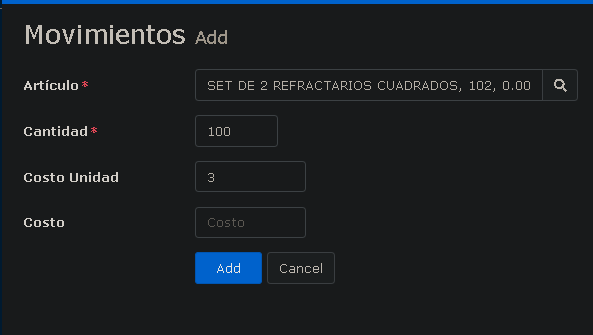 Movimientos Add
Artículo * SET DE 2 REFRACTARIOS CUADRADOS, 102, 0.00
Cantidad * 100
Costo Unidad 3
Costo Costo
Add Cancel